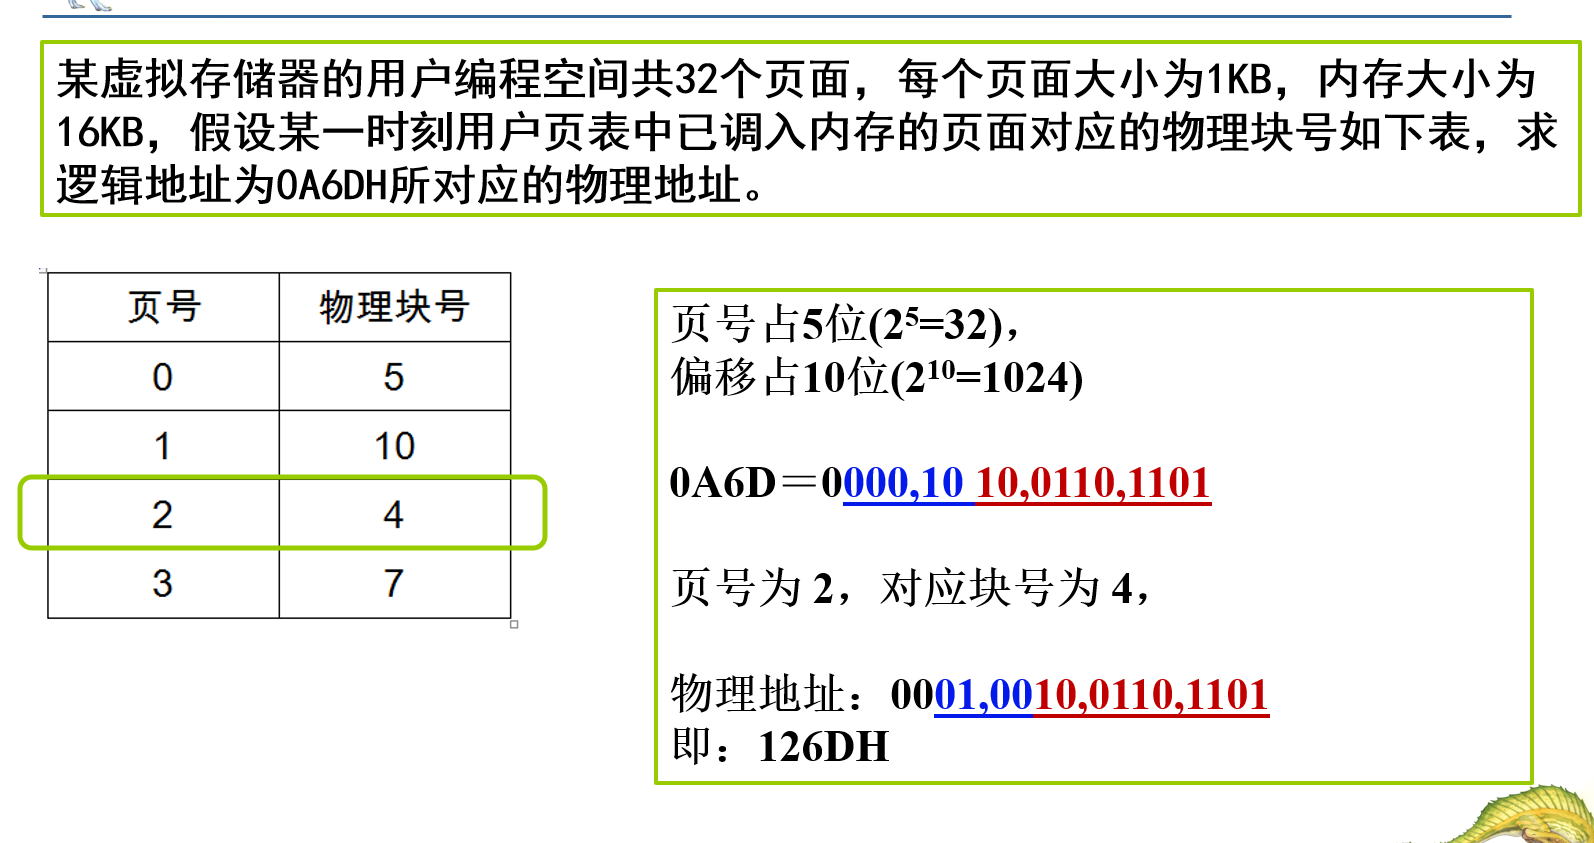 某虚拟存储器的用户编程空间共32个页面，每个页面大小为1KB，内存大小为
16KB，假设某一时刻用户页表中已调入内存的页面对应的物理块号如下表，求
逻辑地址为0A6DH所对应的物理地址。
页号 物理块号
0 5
1 10
2 4
3 7
页号占5位(2⁵=32)，
偏移占10位(2¹⁰=1024)
0A6D＝0000,10 10,0110,1101
页号为 2，对应块号为 4，
物理地址：0001,0010,0110,1101
即：126DH